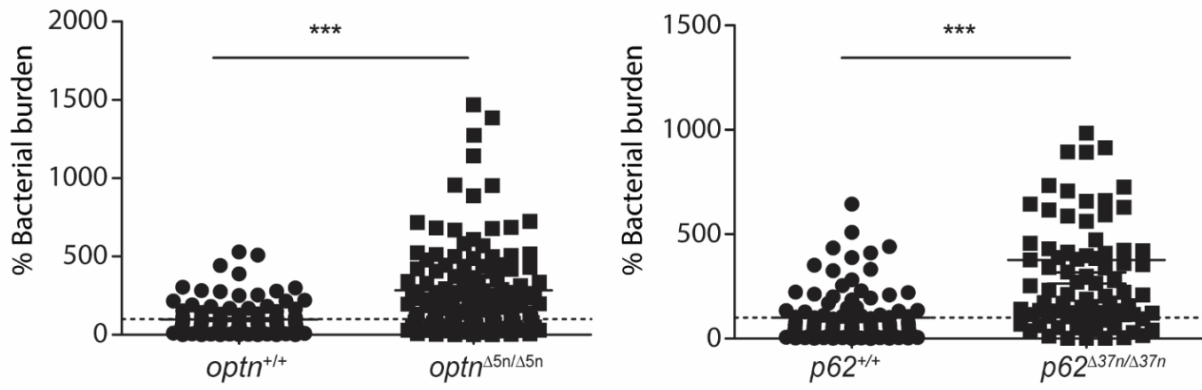 % Bacterial burden
2000
1500
1000
500
0
***
optn+/+
optnΔ5n/Δ5n
% Bacterial burden
1500
1000
500
0
***
p62+/+
p62Δ37n/Δ37n